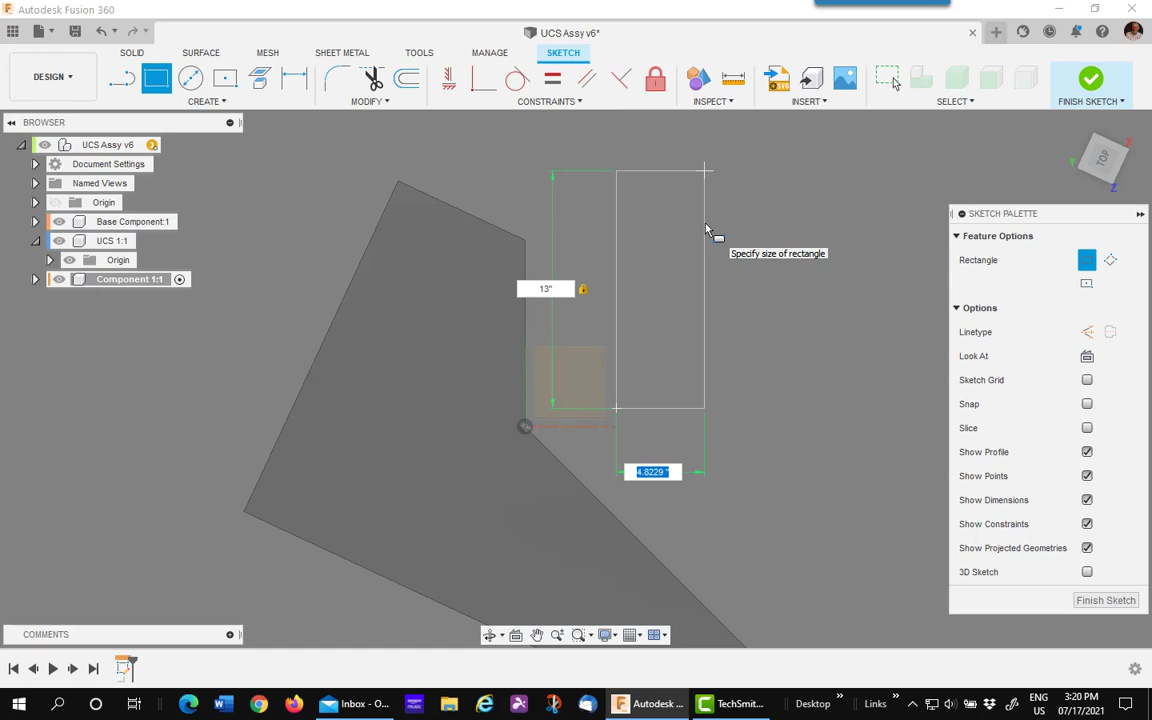 Autodesk Fusion 360
UCS Assy v6*
SOLID SURFACE MESH SHEET METAL TOOLS MANAGE SKETCH
DESIGN
CREATE MODIFY CONSTRAINTS INSPECT INSERT SELECT FINISH SKETCH
BROWSER
UCS Assy v6
Document Settings
Named Views
Origin
Base Component:1
UCS 1:1
Origin
Component 1:1
TOP
X
Y
Z
SKETCH PALETTE
Feature Options
Rectangle
Options
Linetype
Look At
Sketch Grid
Snap
Slice
Show Profile
Show Points
Show Dimensions
Show Constraints
Show Projected Geometries
3D Sketch
Finish Sketch
Specify size of rectangle
13"
4.8229 "
COMMENTS
Inbox - O...
Autodesk ...
TechSmit...
Desktop
Links
ENG
US
3:20 PM
07/17/2021